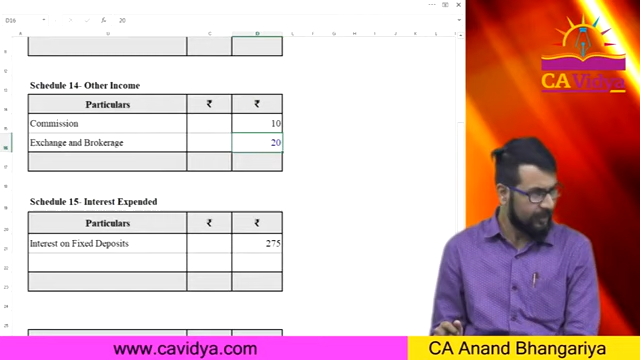 D16
20
Schedule 14- Other Income
Particulars ₹ ₹
Commission 10
Exchange and Brokerage 20
Schedule 15- Interest Expended
Particulars ₹ ₹
Interest on Fixed Deposits 275
CA Vidya
www.cavidya.com
CA Anand Bhangariya